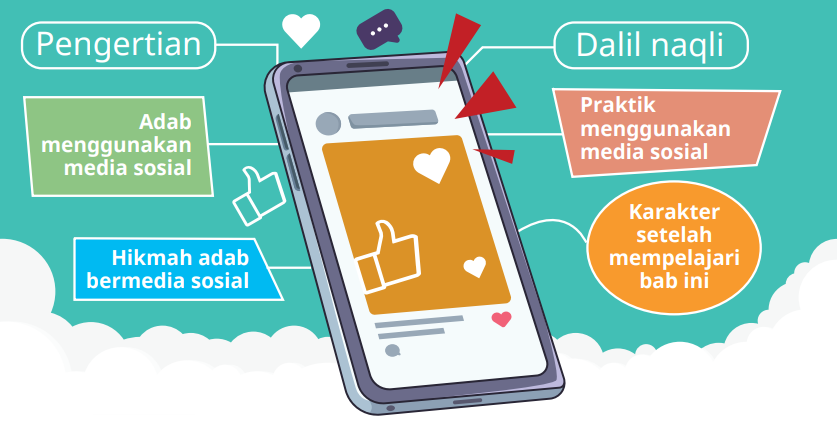 Pengertian
Dalil naqli
Adab
menggunakan
media sosial
Praktik
menggunakan
media sosial
Hikmah adab
bermedia sosial
Karakter
setelah
mempelajari
bab ini